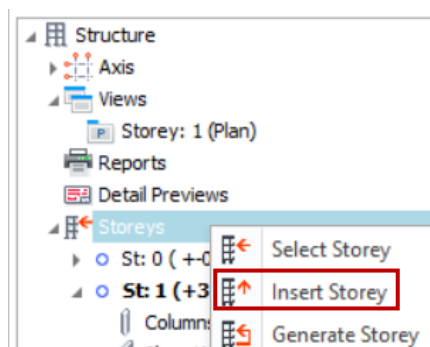 Structure
Axis
Views
P Storey: 1 (Plan)
Reports
Detail Previews
Storeys
St: 0 ( +-0 Select Storey
St: 1 (+3 Insert Storey
Column
Generate Storey